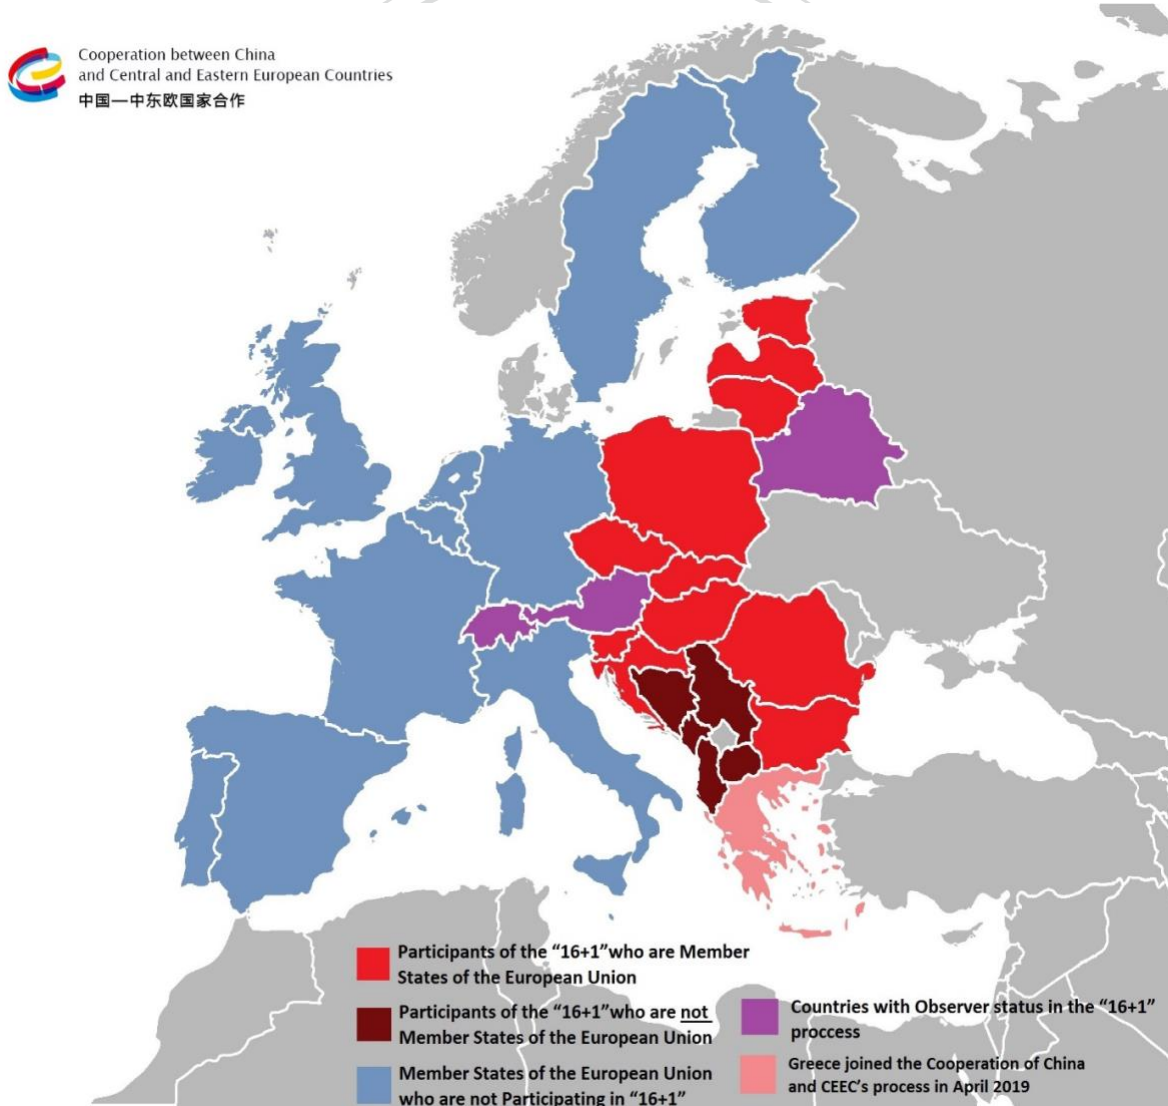 Cooperation between China
and Central and Eastern European Countries
中国—中东欧国家合作
Participants of the “16+1”who are Member
States of the European Union
Participants of the “16+1”who are not
Member States of the European Union
Member States of the European Union
who are not Participating in “16+1”
Countries with Observer status in the “16+1”
proccess
Greece joined the Cooperation of China
and CEEC’s process in April 2019